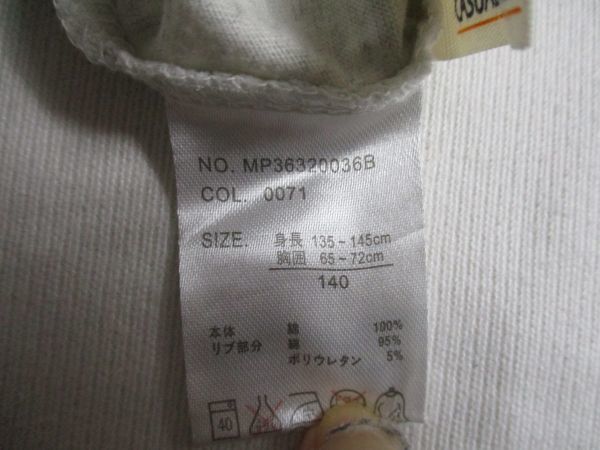 NO. MP36320036B
COL. 0071
SIZE. 身長 135~145cm
胸囲 65~72cm
140
本体 綿 100%
リブ部分 綿 95%
ポリウレタン 5%
40